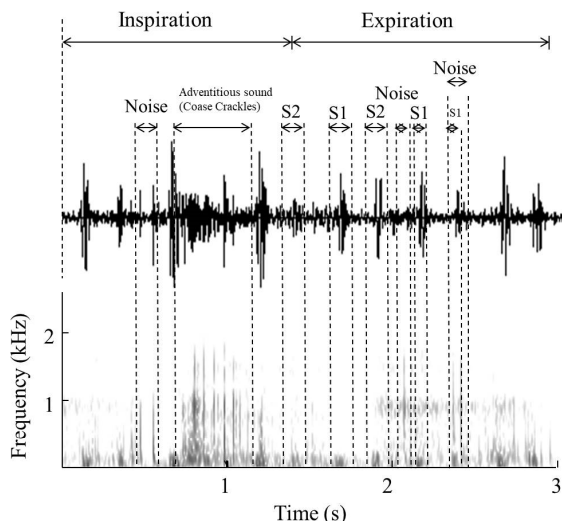 Inspiration Expiration
Noise
Adventitious sound
(Coase Crackles)
Noise
Noise
S2 S1 S2 S1 S1
2
1
Frequency (kHz)
1 2 3
Time (s)